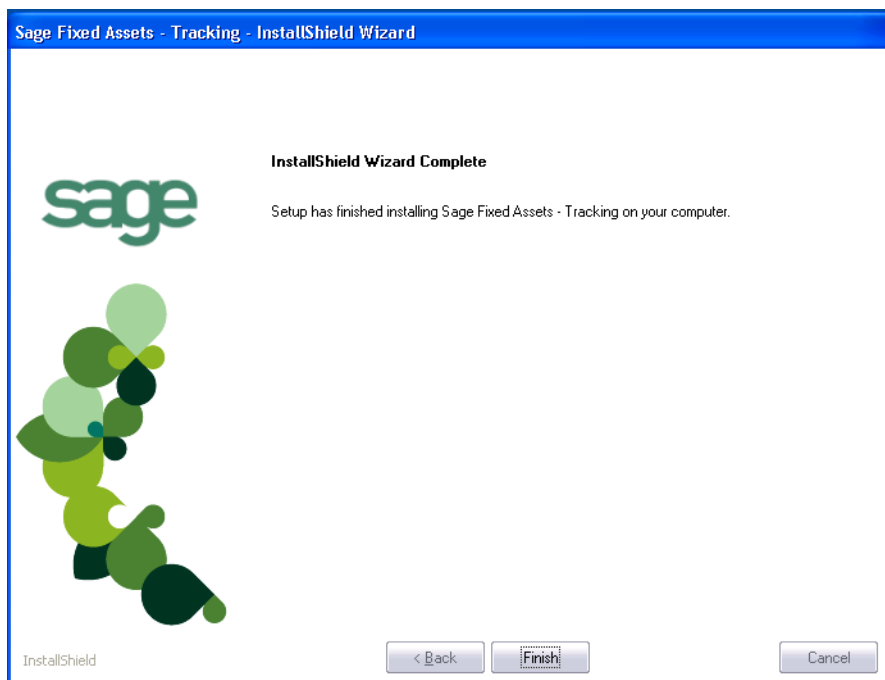 Sage Fixed Assets - Tracking - InstallShield Wizard
InstallShield Wizard Complete
sage
Setup has finished installing Sage Fixed Assets - Tracking on your computer.
InstallShield
< Back
Finish
Cancel